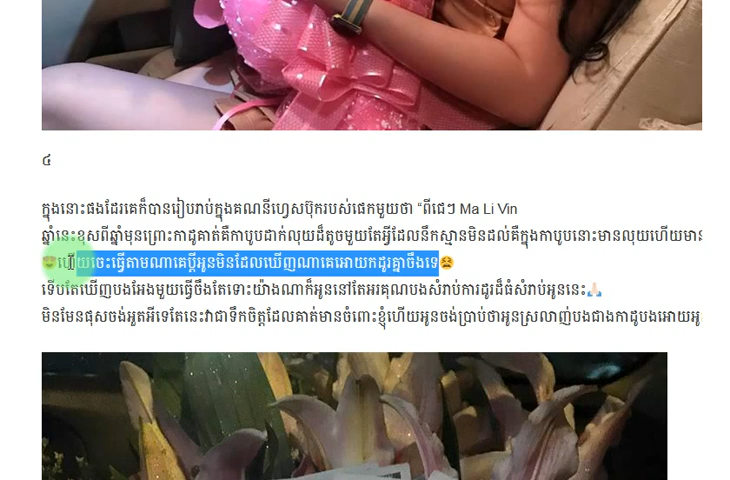 ៤
ក្នុងនោះផងដែរគេក៏បានរៀបរាប់ក្នុងគណនីហ្វេសប៊ុករបស់ផេកមួយថា “ពីជេៗ Ma Li Vin
ឆ្នាំនេះខុសពីឆ្នាំមុនព្រោះកាដូគាត់គឺកាបូបដាក់លុយដ៏តូចមួយតែអ្វីដែលនឹកស្មានមិនដល់គឺក្នុងកាបូបនោះមានលុយហើយមាន
😍ហើយចេះធ្វើតាមណាគេប្ដីអូនមិនដែលឃើញណាគេអោយកដូរគ្នាចឹងទេ😫
ទើបតែឃើញបងអែងមួយធ្វើចឹងតែទោះយ៉ាងណាក៏អូននៅតែអរគុណបងសំរាប់ការដូរដ៏ធំសំរាប់អូននេះ🙏🏻
មិនមែនផុសចង់អួតអីទេតែនេះវាជាទឹកចិត្តដែលគាត់មានចំពោះខ្ញុំហើយអូនចង់ប្រាប់ថាអូនស្រលាញ់បងជាងកាដូបងអោយអូ